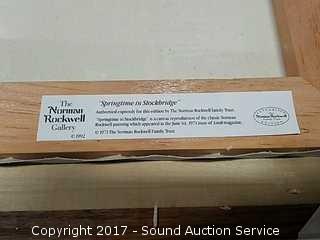 The
Norman
Rockwell
Gallery
© 1992
"Springtime in Stockbridge"
Authorized expressly for this edition by The Norman Rockwell Family Trust.
"Springtime in Stockbridge" is a canvas reproduction of the classic Norman
Rockwell painting which appeared in the June 1st, 1971 issue of Look magazine.
© 1971 The Norman Rockwell Family Trust.
Copyright 2017 - Sound Auction Service